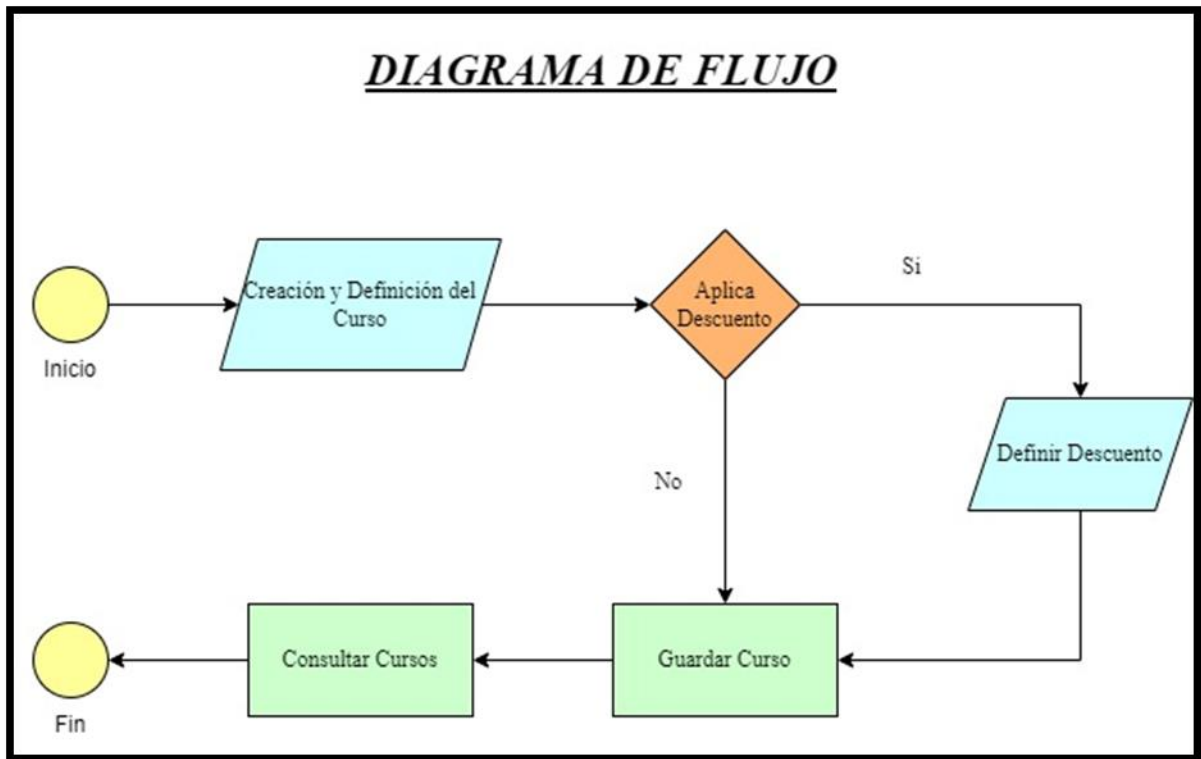 DIAGRAMA DE FLUJO
Inicio
Creación y Definición del
Curso
Aplica
Descuento
Si
Definir Descuento
No
Guardar Curso
Consultar Cursos
Fin